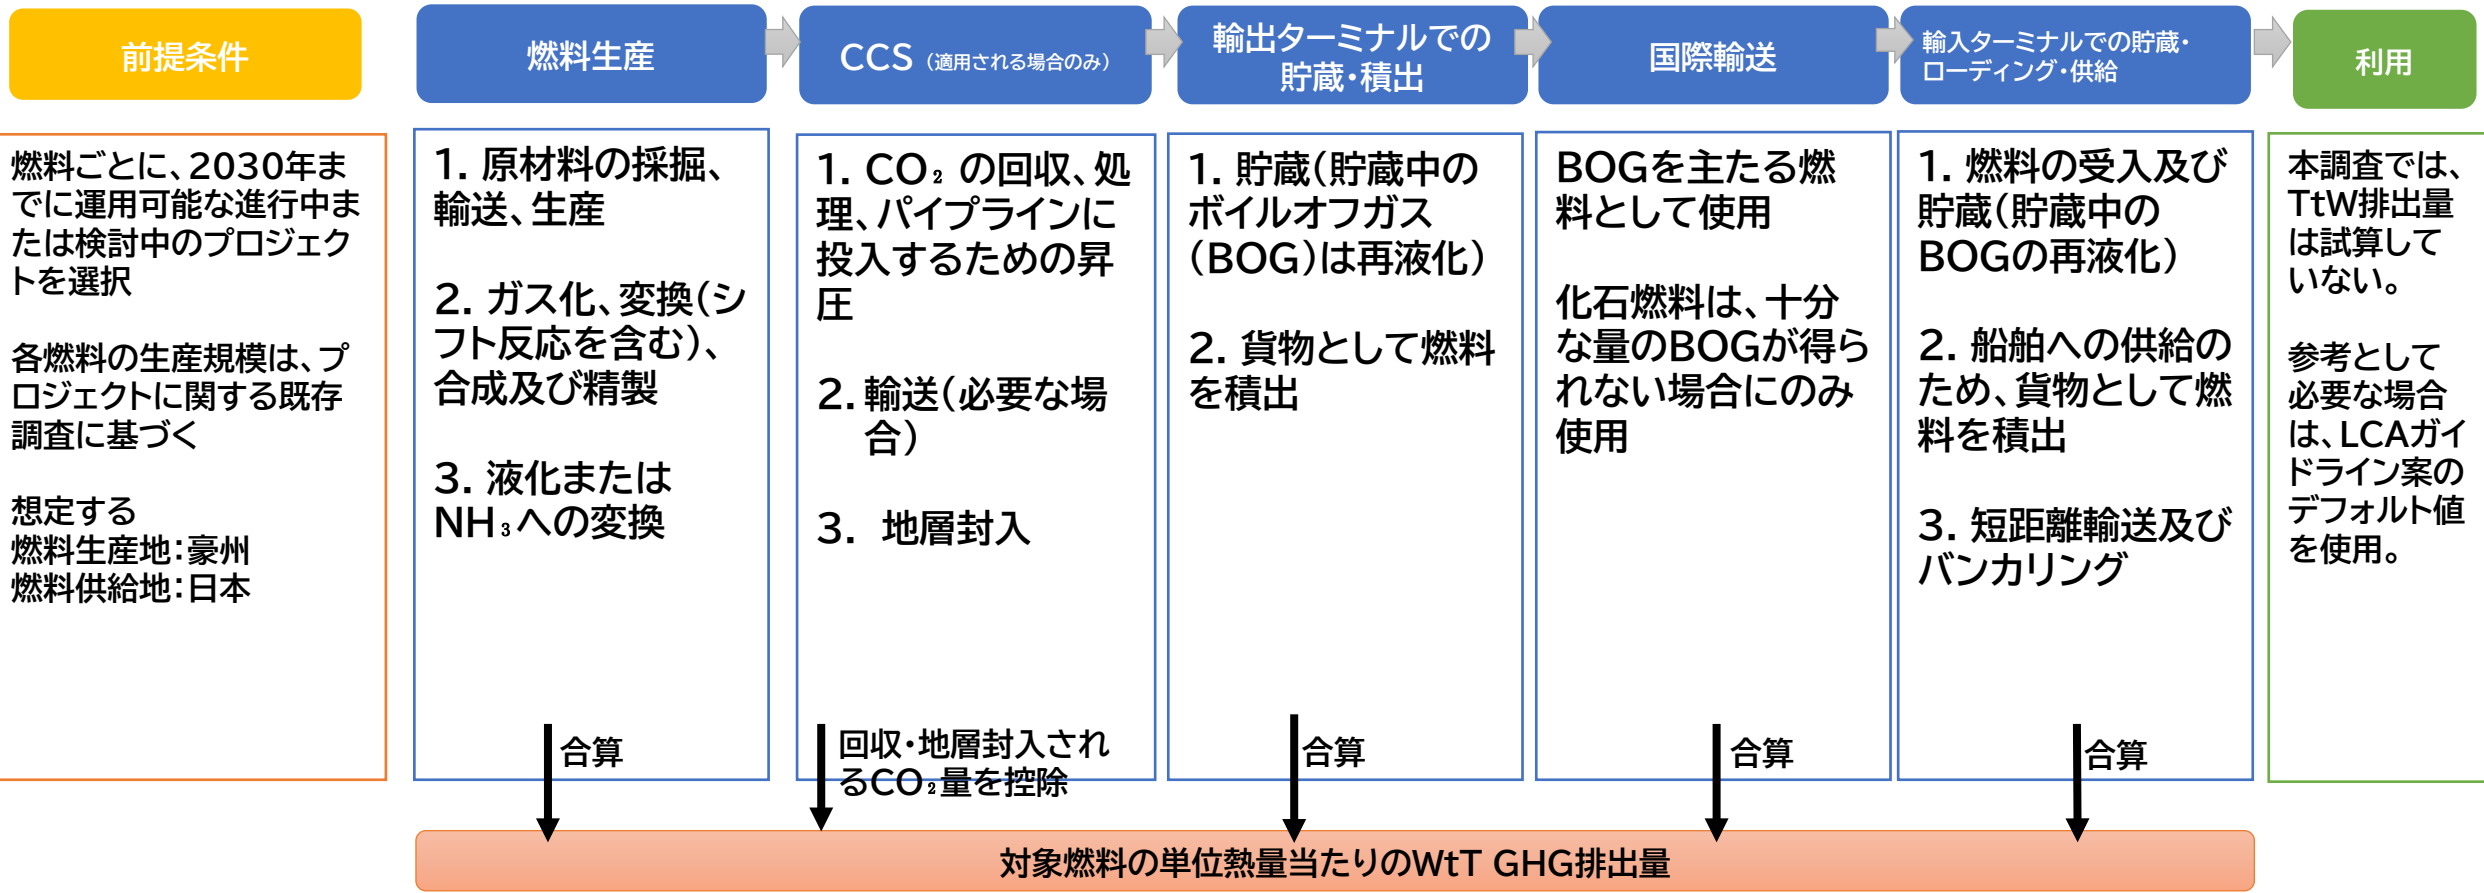 前提条件
燃料ごとに、2030年ま
でに運用可能な進行中ま
たは検討中のプロジェク
トを選択
各燃料の生産規模は、プ
ロジェクトに関する既存
調査に基づく
想定する
燃料生産地：豪州
燃料供給地：日本
燃料生産
1. 原材料の採掘、
輸送、生産
2. ガス化、変換（シ
フト反応を含む）、
合成及び精製
3. 液化または
NH₃への変換
合算
CCS（適用される場合のみ）
1. CO₂ の回収、処
理、パイプラインに
投入するための昇
圧
2. 輸送（必要な場
合）
3. 地層封入
回収・地層封入され
るCO₂量を控除
輸出ターミナルでの
貯蔵・積出
1. 貯蔵（貯蔵中の
ボイルオフガス
（BOG）は再液化）
2. 貨物として燃料
を積出
合算
国際輸送
BOGを主たる燃
料として使用
化石燃料は、十分
な量のBOGが得ら
れない場合にのみ
使用
合算
輸入ターミナルでの貯蔵・
ローディング・供給
1. 燃料の受入及び
貯蔵（貯蔵中の
BOGの再液化）
2. 船舶への供給の
ため、貨物として燃
料を積出
3. 短距離輸送及び
バンカリング
合算
利用
本調査では、
TtW排出量
は試算して
いない。
参考として
必要な場合
は、LCAガイ
ドライン案の
デフォルト値
を使用。
対象燃料の単位熱量当たりのWtT GHG排出量